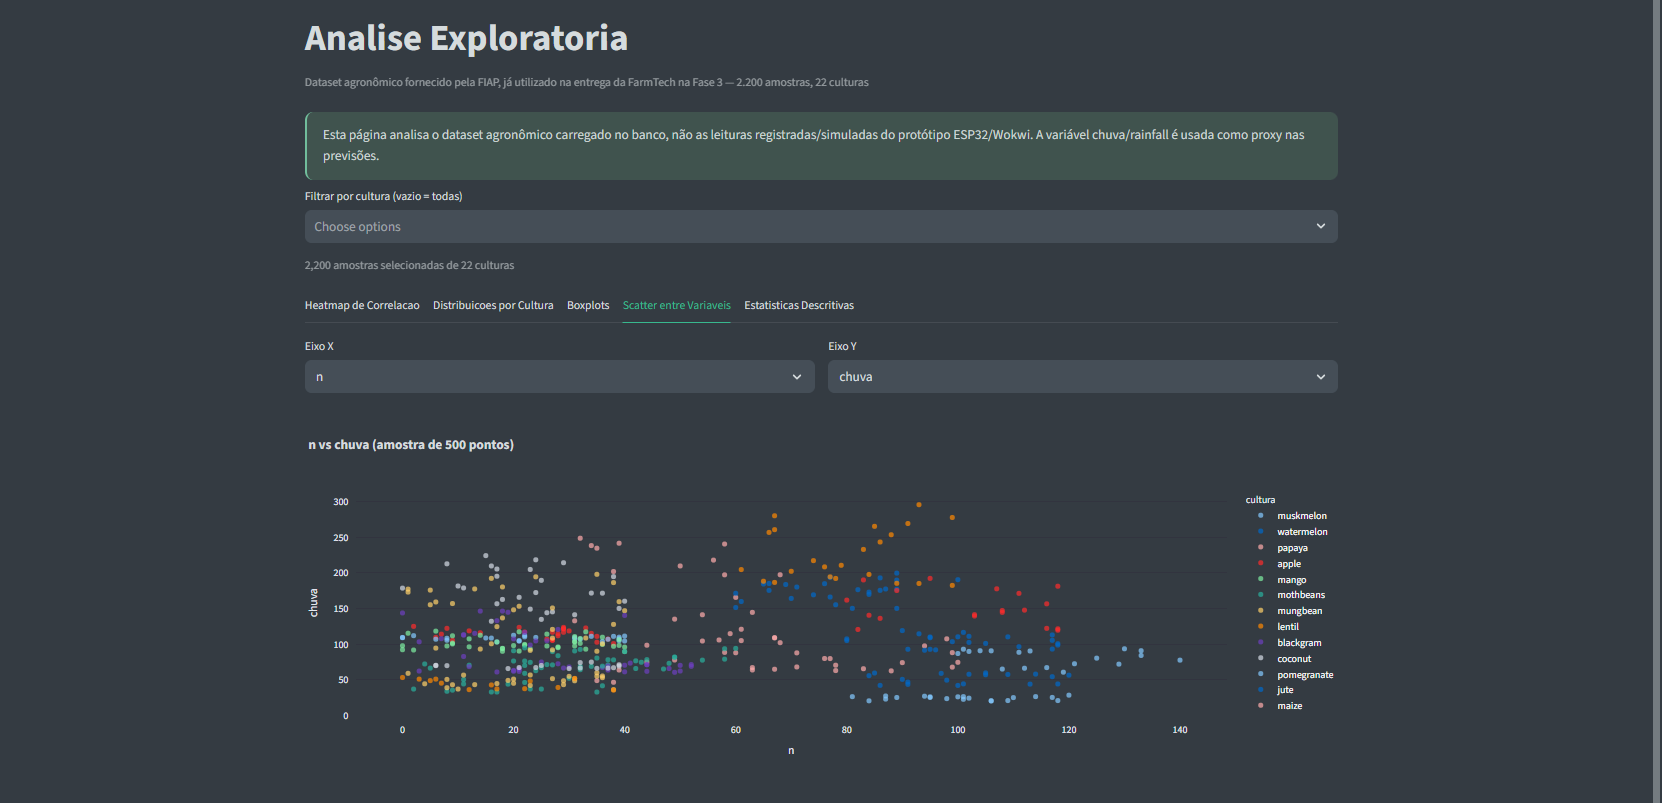 Analise Exploratoria
Dataset agronômico fornecido pela FIAP, já utilizado na entrega da FarmTech na Fase 3 — 2.200 amostras, 22 culturas
Esta página analisa o dataset agronômico carregado no banco, não as leituras registradas/simuladas do protótipo ESP32/Wokwi. A variável chuva/rainfall é usada como proxy nas
previsões.
Filtrar por cultura (vazio = todas)
Choose options
2,200 amostras selecionadas de 22 culturas
Heatmap de Correlacao Distribuicoes por Cultura Boxplots Scatter entre Variaveis Estatisticas Descritivas
Eixo X Eixo Y
n chuva
n vs chuva (amostra de 500 pontos)
300
250
200
150
100
50
0
chuva
0 20 40 60 80 100 120 140
n
cultura
muskmelon
watermelon
papaya
apple
mango
mothbeans
mungbean
lentil
blackgram
coconut
pomegranate
jute
maize